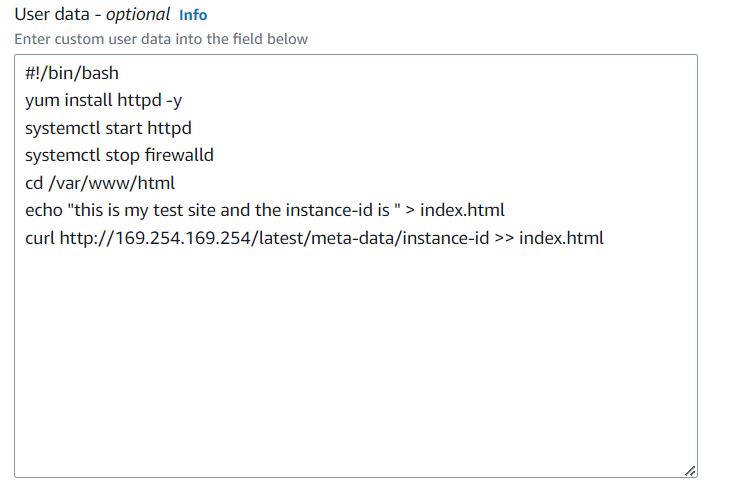 User data - optional Info
Enter custom user data into the field below
#!/bin/bash
yum install httpd -y
systemctl start httpd
systemctl stop firewalld
cd /var/www/html
echo "this is my test site and the instance-id is " > index.html
curl http://169.254.169.254/latest/meta-data/instance-id >> index.html